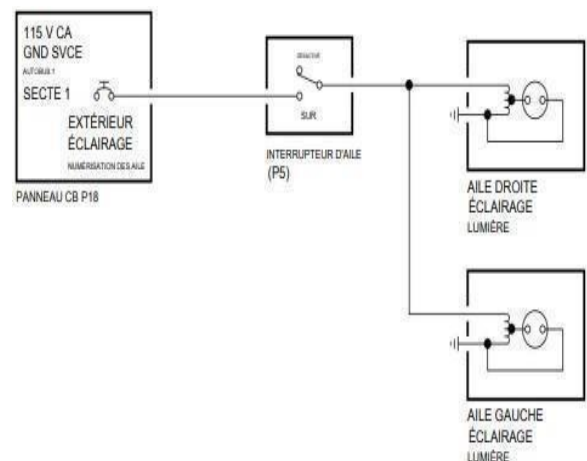 115 V CA
GND SVCE
AUTOBUS 1
SECTE 1
EXTÉRIEUR
ÉCLAIRAGE
NUMÉRISATION DES AILE
PANNEAU CB P18
DÉSACTIVÉ
SUR
INTERRUPTEUR D'AILE
(P5)
AILE DROITE
ÉCLAIRAGE
LUMIÈRE
AILE GAUCHE
ÉCLAIRAGE
LUMIÈRE